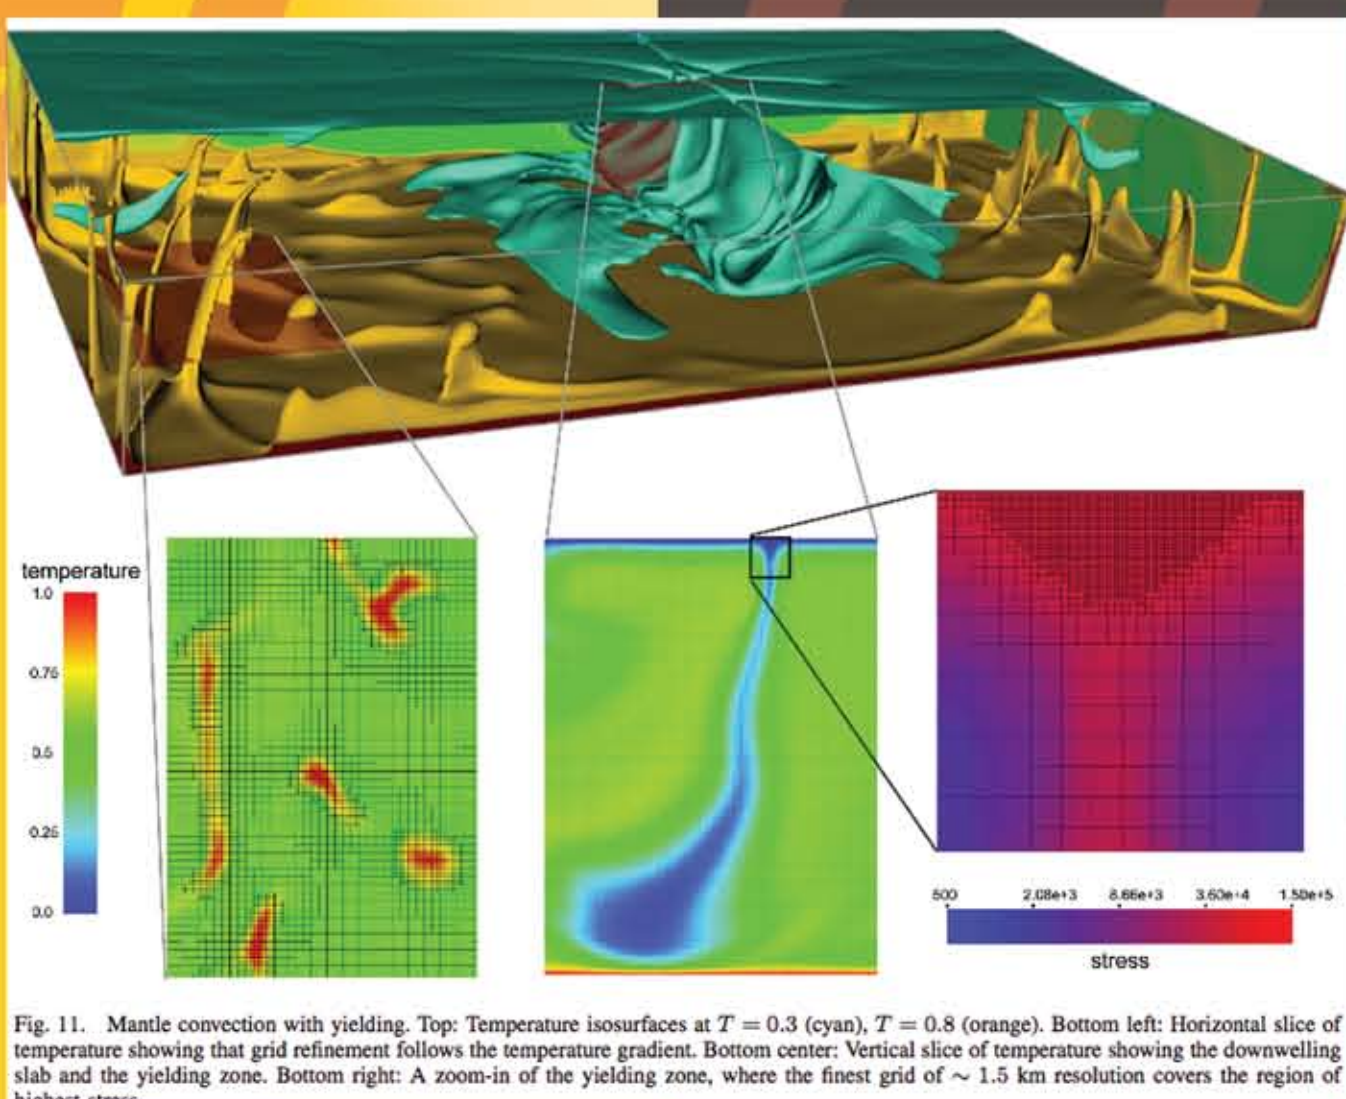 temperature
1.0
0.75
0.5
0.25
0.0
500 2.08e+3 8.66e+3 3.60e+4 1.50e+5
stress
Fig. 11. Mantle convection with yielding. Top: Temperature isosurfaces at T = 0.3 (cyan), T = 0.8 (orange). Bottom left: Horizontal slice of
temperature showing that grid refinement follows the temperature gradient. Bottom center: Vertical slice of temperature showing the downwelling
slab and the yielding zone. Bottom right: A zoom-in of the yielding zone, where the finest grid of ~ 1.5 km resolution covers the region of
highest stress.